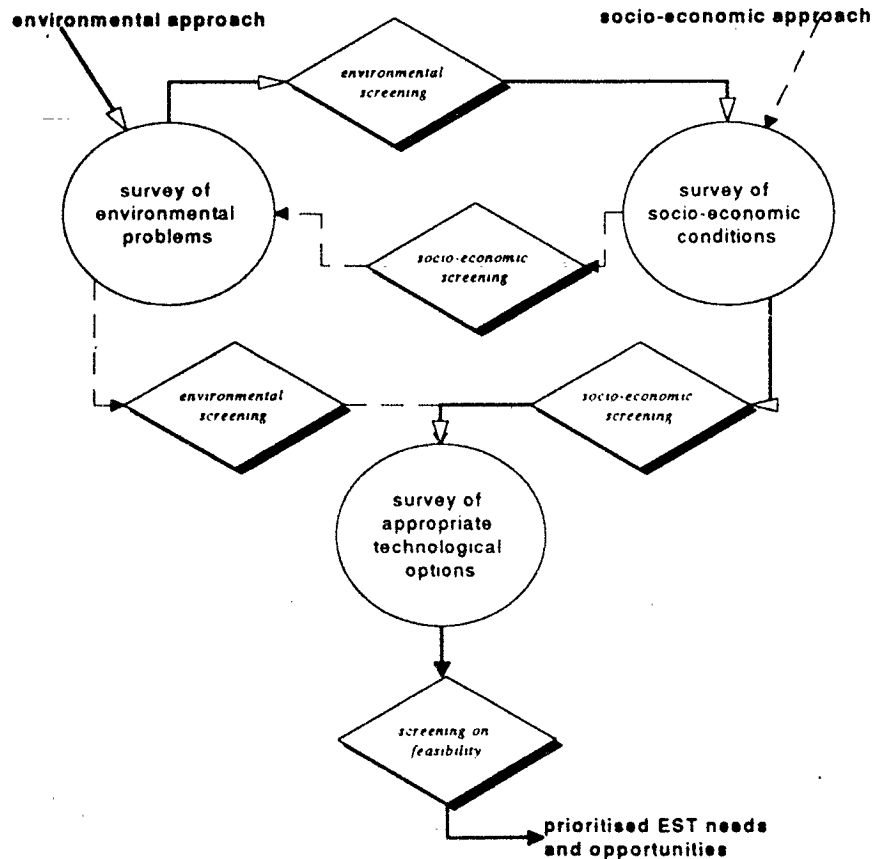 environmental approach
socio-economic approach
environmental
screening
survey of
environmental
problems
survey of
socio-economic
conditions
socio-economic
screening
environmental
screening
socio-economic
screening
survey of
appropriate
technological
options
screening on
feasibility
prioritised EST needs
and opportunities